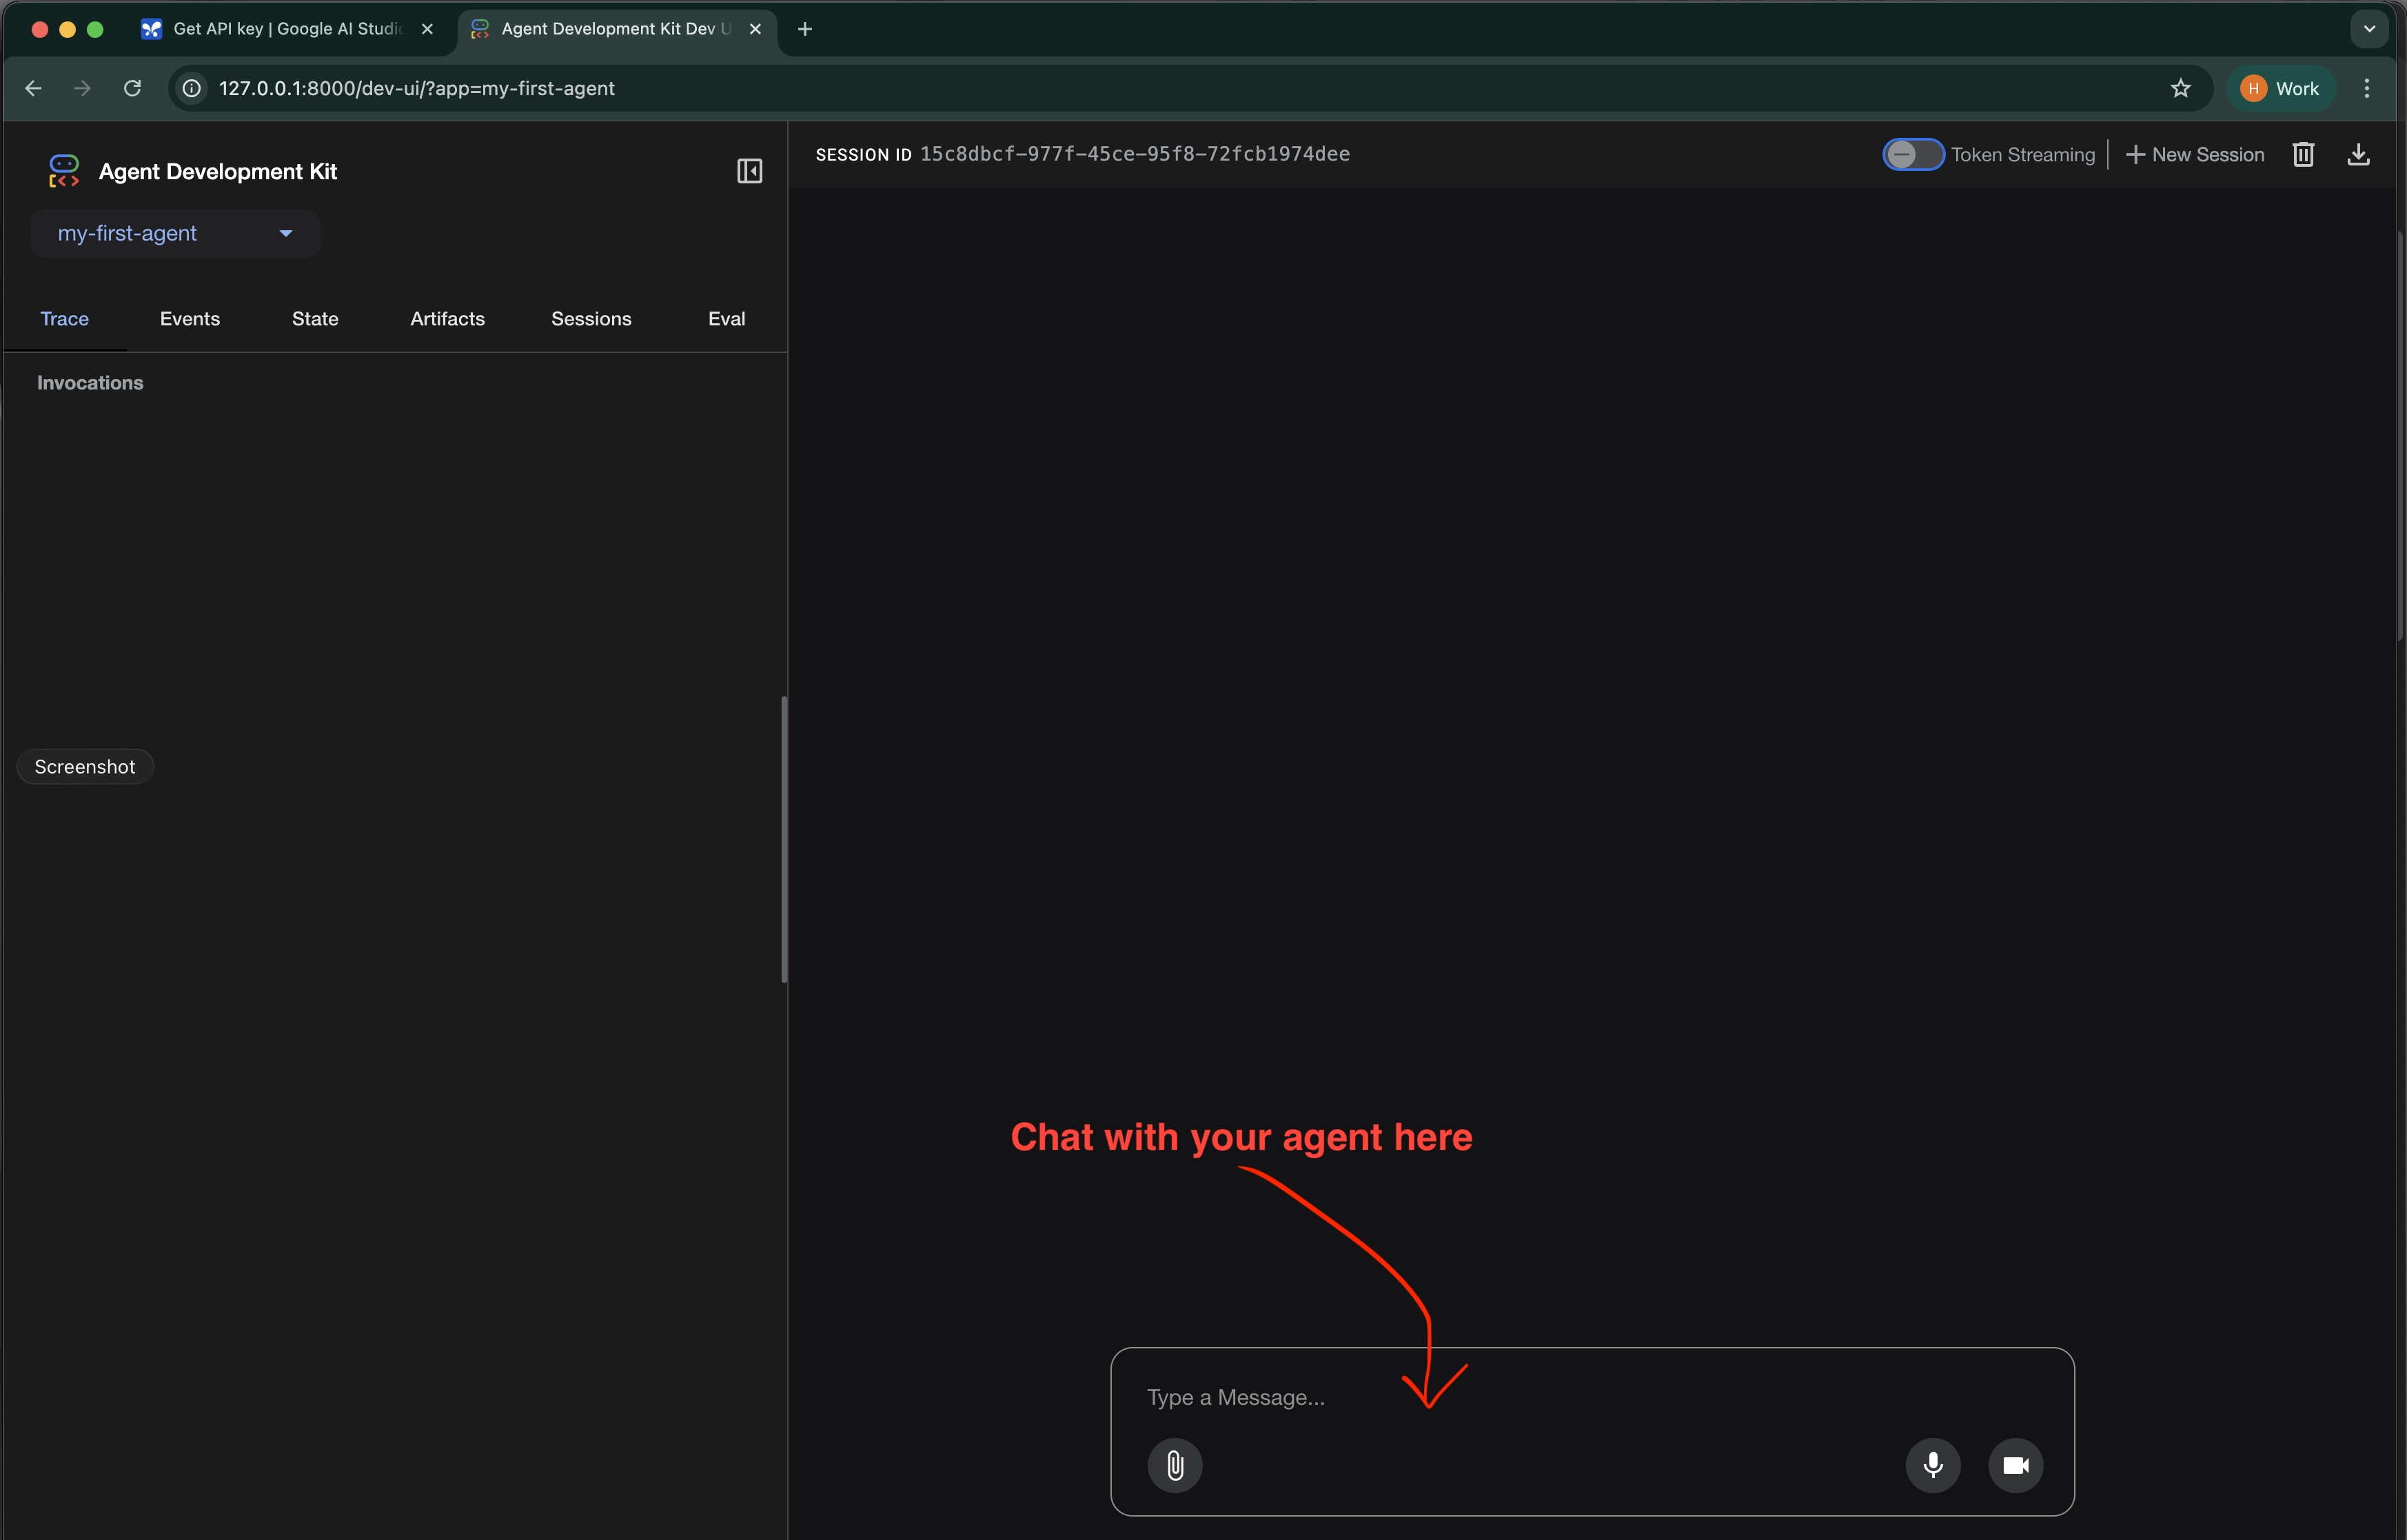 Get API key | Google AI Studio
Agent Development Kit Dev U
127.0.0.1:8000/dev-ui/?app=my-first-agent
H Work
Agent Development Kit
SESSION ID 15c8dbcf-977f-45ce-95f8-72fcb1974dee
Token Streaming
New Session
my-first-agent
Trace Events State Artifacts Sessions Eval
Invocations
Screenshot
Chat with your agent here
Type a Message...